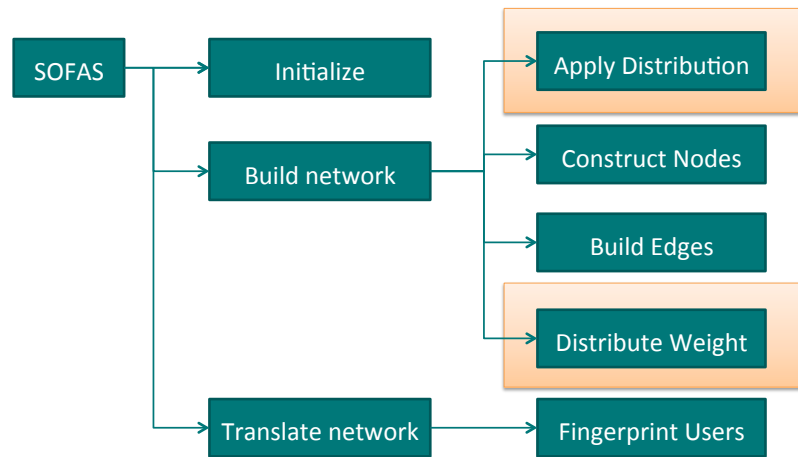 SOFAS
Initialize
Apply Distribution
Construct Nodes
Build network
Build Edges
Distribute Weight
Translate network
Fingerprint Users